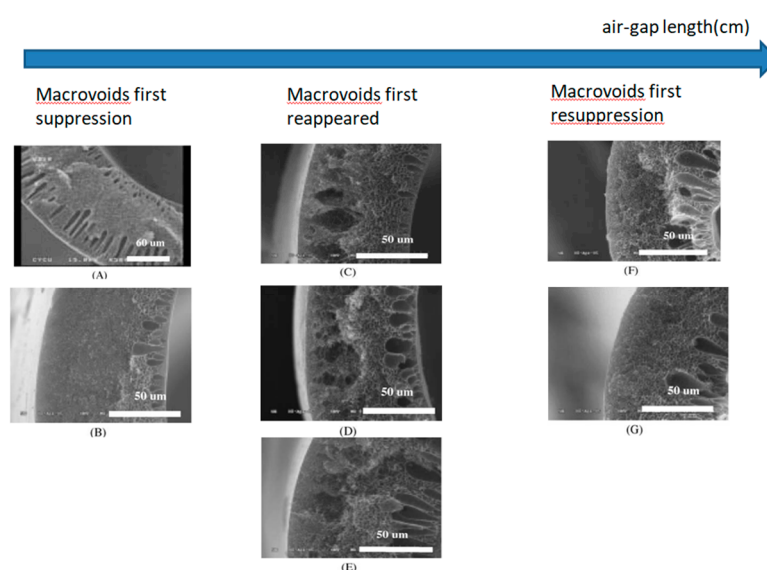 air-gap length(cm)
Macrovoids first
suppression
Macrovoids first
reappeared
Macrovoids first
resuppression
60 um
(A)
50 um
(B)
50 um
(C)
50 um
(D)
50 um
(E)
50 um
(F)
50 um
(G)